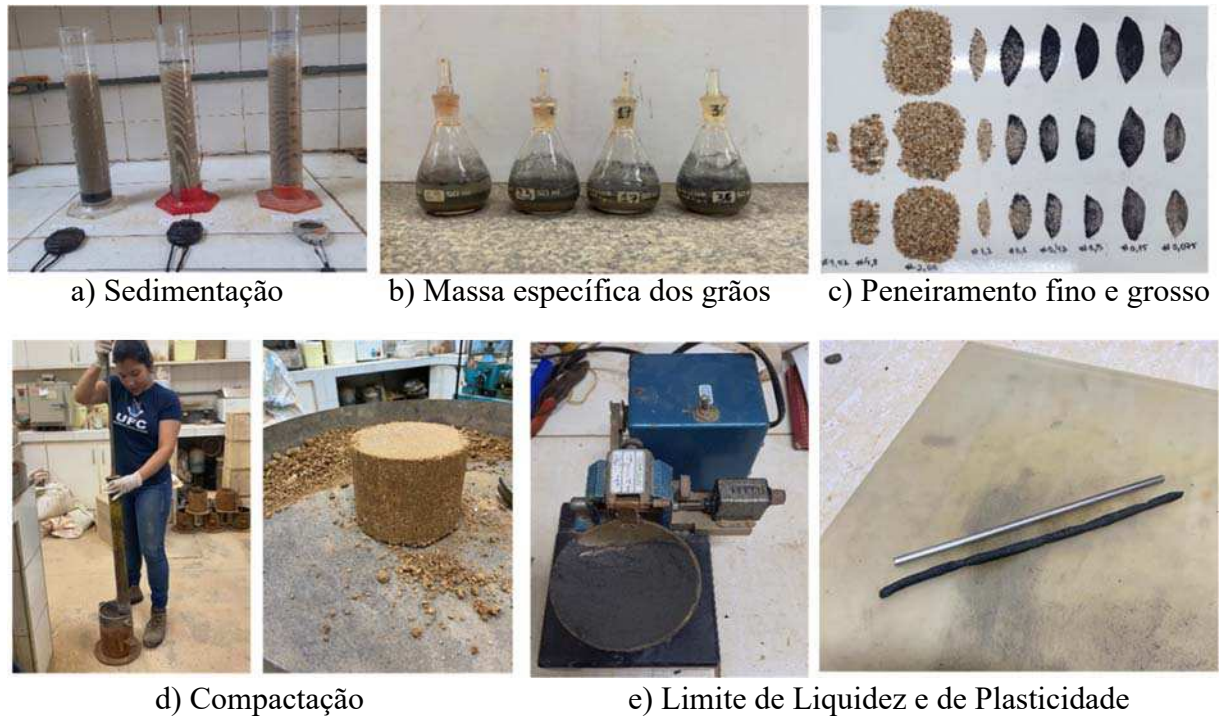 a) Sedimentação
b) Massa específica dos grãos
c) Peneiramento fino e grosso
UFC
d) Compactação
e) Limite de Liquidez e de Plasticidade